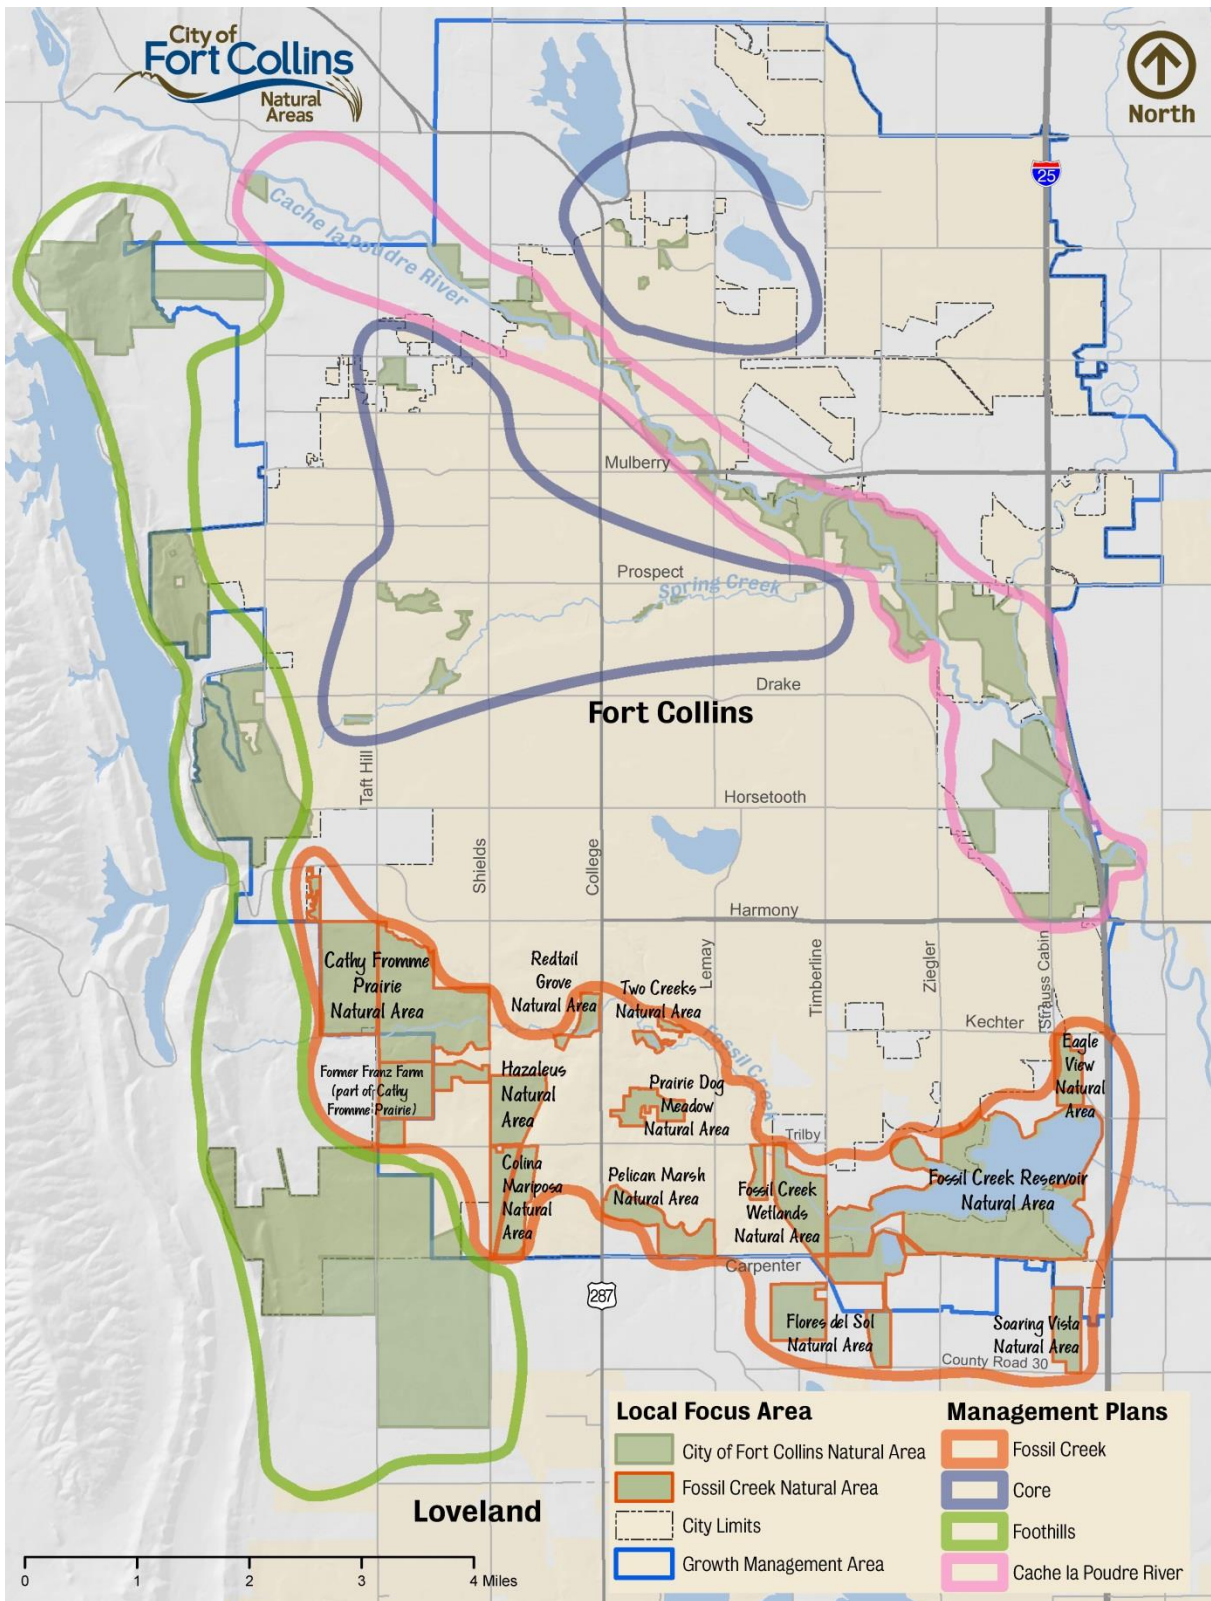 City of
Fort Collins
Natural
Areas
North
25
Cache la Poudre River
Mulberry
Prospect
Spring Creek
Drake
Fort Collins
Taft Hill
Horsetooth
Shields
College
Harmony
Lemay
Timberline
Ziegler
Strauss Cabin
Kechter
Cathy Fromme
Prairie
Natural Area
Redtail
Grove
Natural Area
Two Creeks
Natural Area
Fossil Creek
Eagle
View
Natural
Area
Former Franz Farm
(part of Cathy
Fromme Prairie)
Hazaleus
Natural
Area
Prairie Dog
Meadow
Natural Area
Trilby
Colina
Mariposa
Natural
Area
Pelican Marsh
Natural Area
Fossil Creek
Wetlands
Natural Area
Fossil Creek Reservoir
Natural Area
Carpenter
287
Flores del Sol
Natural Area
Soaring Vista
Natural Area
County Road 30
Loveland
Local Focus Area
City of Fort Collins Natural Area
Fossil Creek Natural Area
City Limits
Growth Management Area
Management Plans
Fossil Creek
Core
Foothills
Cache la Poudre River
0 1 2 3 4 Miles